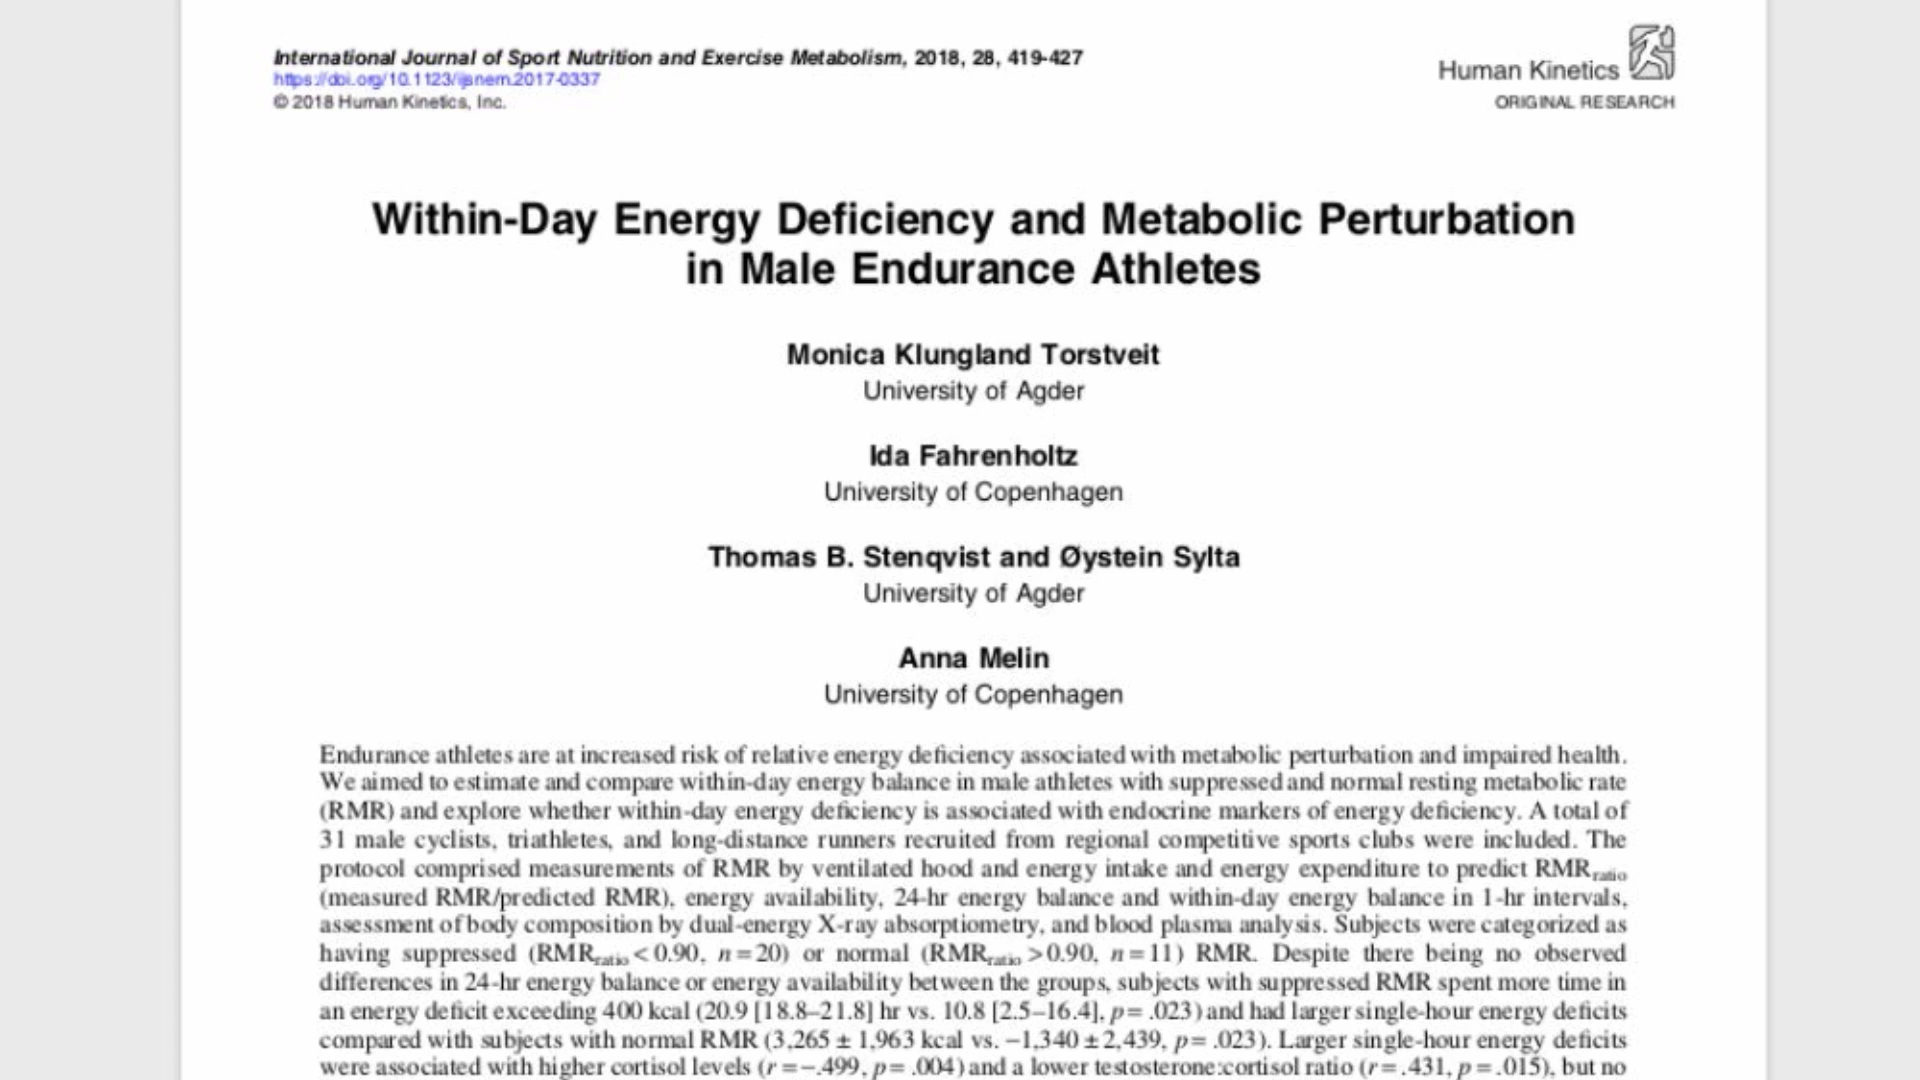 International Journal of Sport Nutrition and Exercise Metabolism, 2018, 28, 419-427
https://doi.org/10.1123/ijsnem.2017-0337
© 2018 Human Kinetics, Inc.
Human Kinetics
ORIGINAL RESEARCH
Within-Day Energy Deficiency and Metabolic Perturbation
in Male Endurance Athletes
Monica Klungland Torstveit
University of Agder
Ida Fahrenholtz
University of Copenhagen
Thomas B. Stenqvist and Øystein Sylta
University of Agder
Anna Melin
University of Copenhagen
Endurance athletes are at increased risk of relative energy deficiency associated with metabolic perturbation and impaired health.
We aimed to estimate and compare within-day energy balance in male athletes with suppressed and normal resting metabolic rate
(RMR) and explore whether within-day energy deficiency is associated with endocrine markers of energy deficiency. A total of
31 male cyclists, triathletes, and long-distance runners recruited from regional competitive sports clubs were included. The
protocol comprised measurements of RMR by ventilated hood and energy intake and energy expenditure to predict RMRratio
(measured RMR/predicted RMR), energy availability, 24-hr energy balance and within-day energy balance in 1-hr intervals,
assessment of body composition by dual-energy X-ray absorptiometry, and blood plasma analysis. Subjects were categorized as
having suppressed (RMRratio < 0.90, n = 20) or normal (RMRratio > 0.90, n = 11) RMR. Despite there being no observed
differences in 24-hr energy balance or energy availability between the groups, subjects with suppressed RMR spent more time in
an energy deficit exceeding 400 kcal (20.9 [18.8–21.8] hr vs. 10.8 [2.5–16.4], p = .023) and had larger single-hour energy deficits
compared with subjects with normal RMR (3,265 ± 1,963 kcal vs. −1,340 ± 2,439, p = .023). Larger single-hour energy deficits
were associated with higher cortisol levels (r = −.499, p = .004) and a lower testosterone:cortisol ratio (r = .431, p = .015), but no